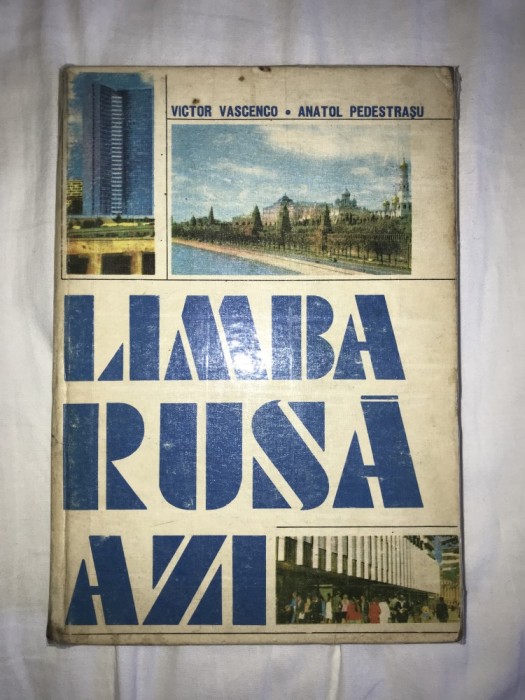 VICTOR VASCENCO • ANATOL PEDESTRAȘU
LIMBA
RUSĂ
AZI